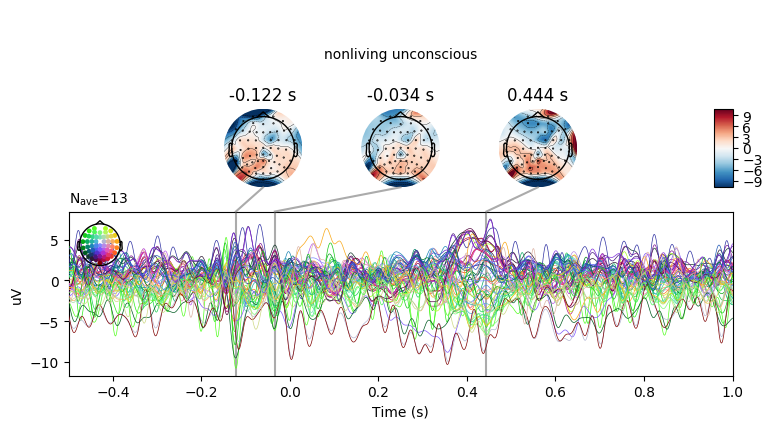 nonliving unconscious
-0.122 s
-0.034 s
0.444 s
9
6
3
0
−3
−6
−9
Nave=13
5
0
−5
−10
uV
−0.4
−0.2
0.0
0.2
0.4
0.6
0.8
1.0
Time (s)